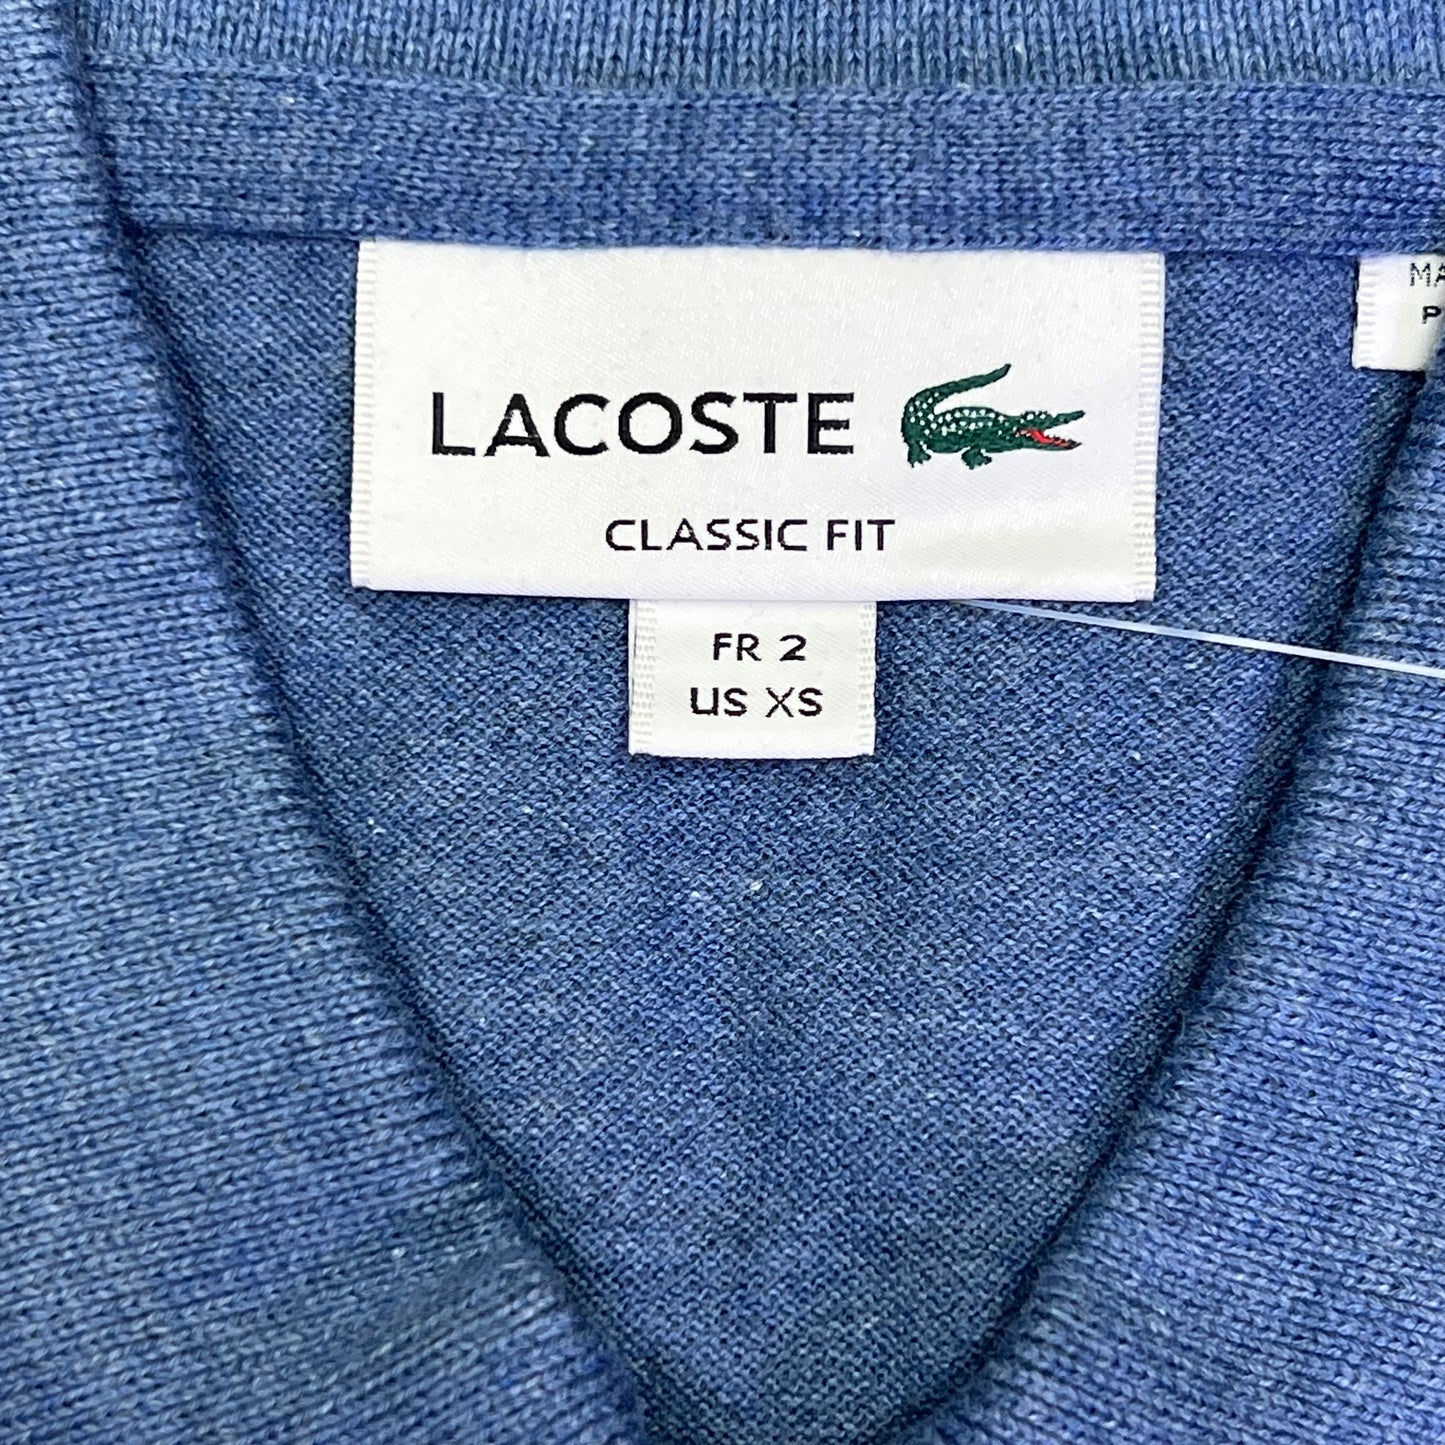 LACOSTE
CLASSIC FIT
FR 2
US XS